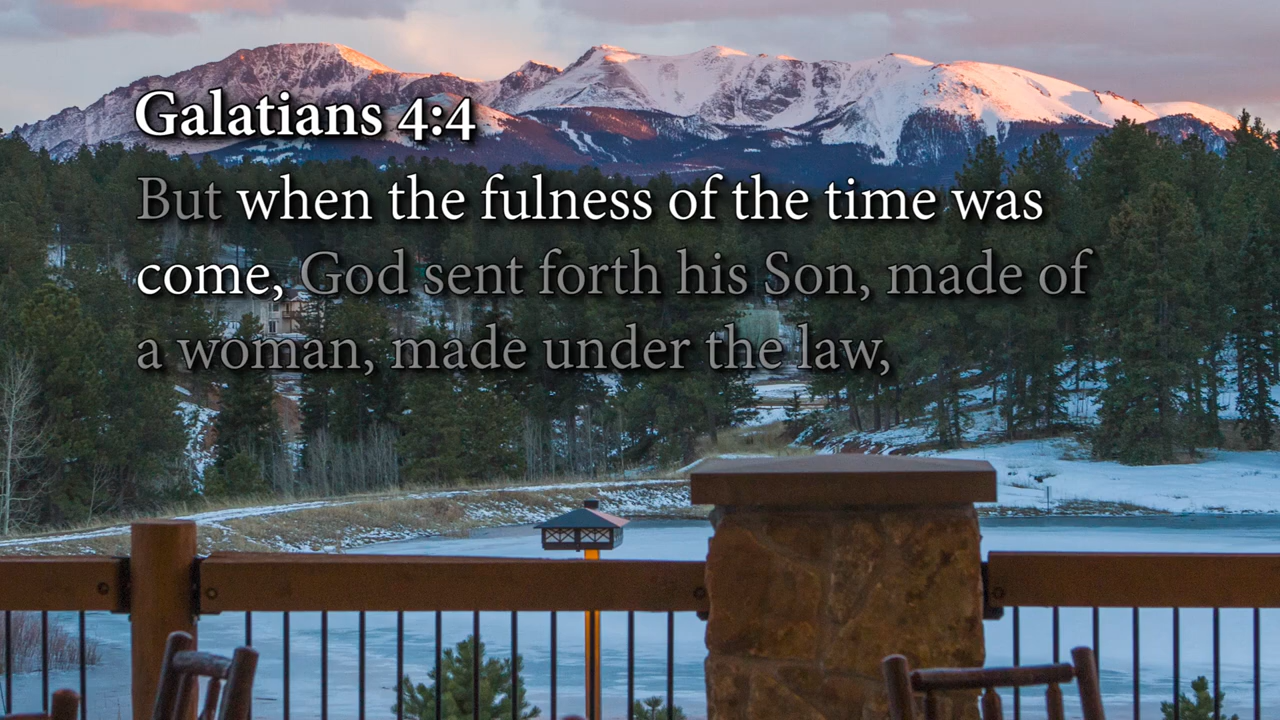 Galatians 4:4
But when the fulness of the time was
come, God sent forth his Son, made of
a woman, made under the law,